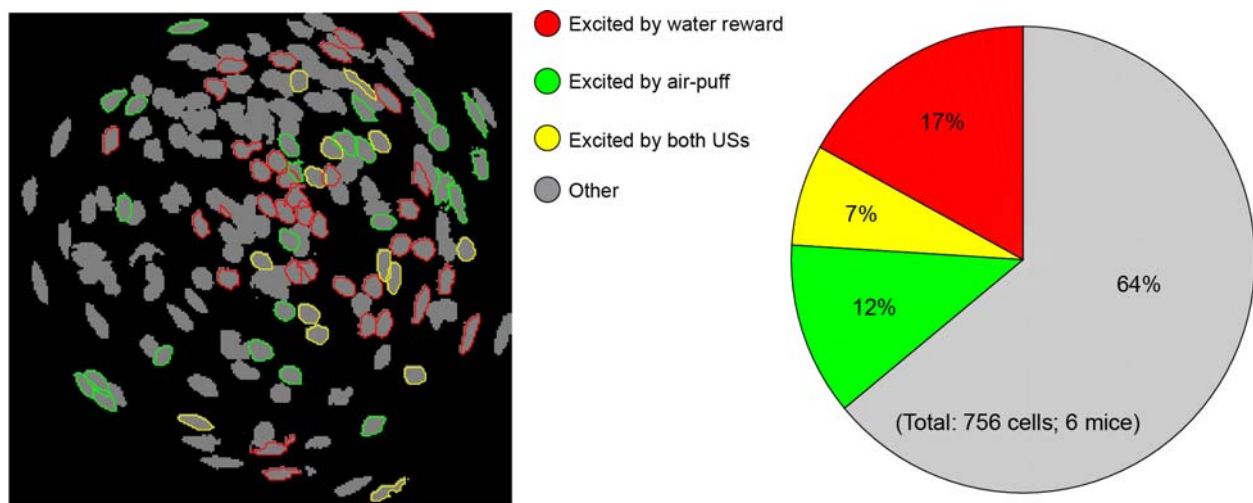 Excited by water reward
Excited by air-puff
Excited by both USs
Other
17%
7%
12%
64%
(Total: 756 cells; 6 mice)